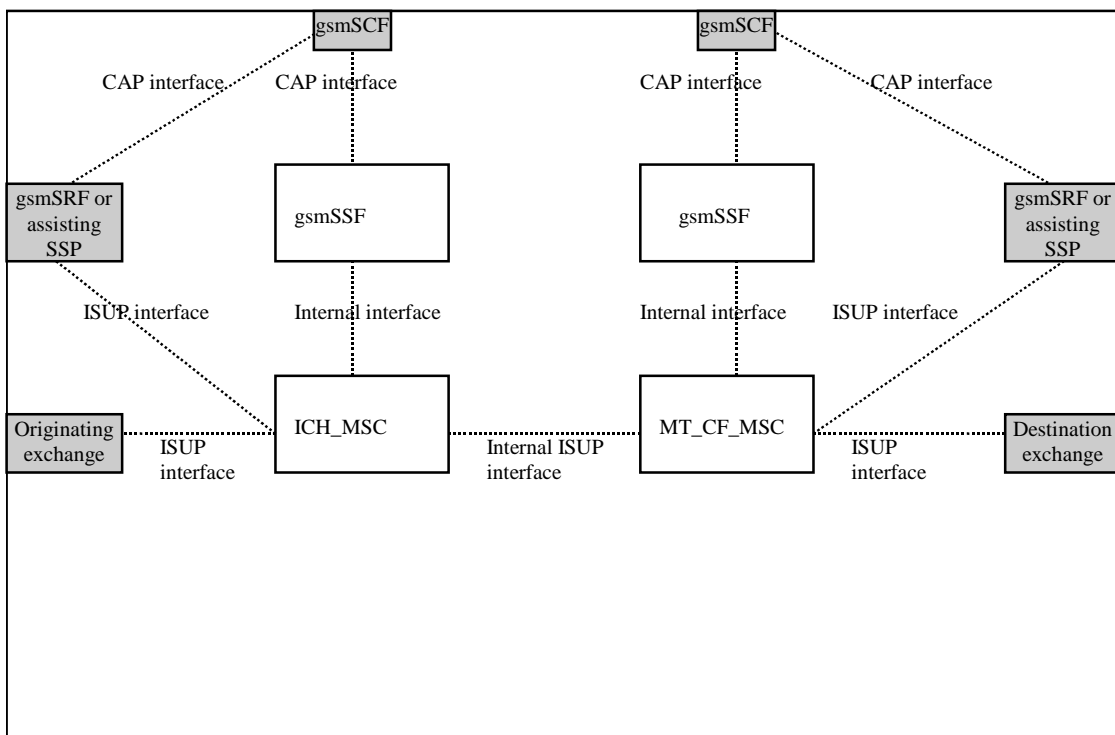 gsmSCF
gsmSCF
CAP interface
CAP interface
CAP interface
CAP interface
gsmSRF or
assisting
SSP
gsmSSF
gsmSSF
gsmSRF or
assisting
SSP
ISUP interface
Internal interface
Internal interface
ISUP interface
Originating
exchange
ISUP
interface
ICH_MSC
Internal ISUP
interface
MT_CF_MSC
ISUP
interface
Destination
exchange